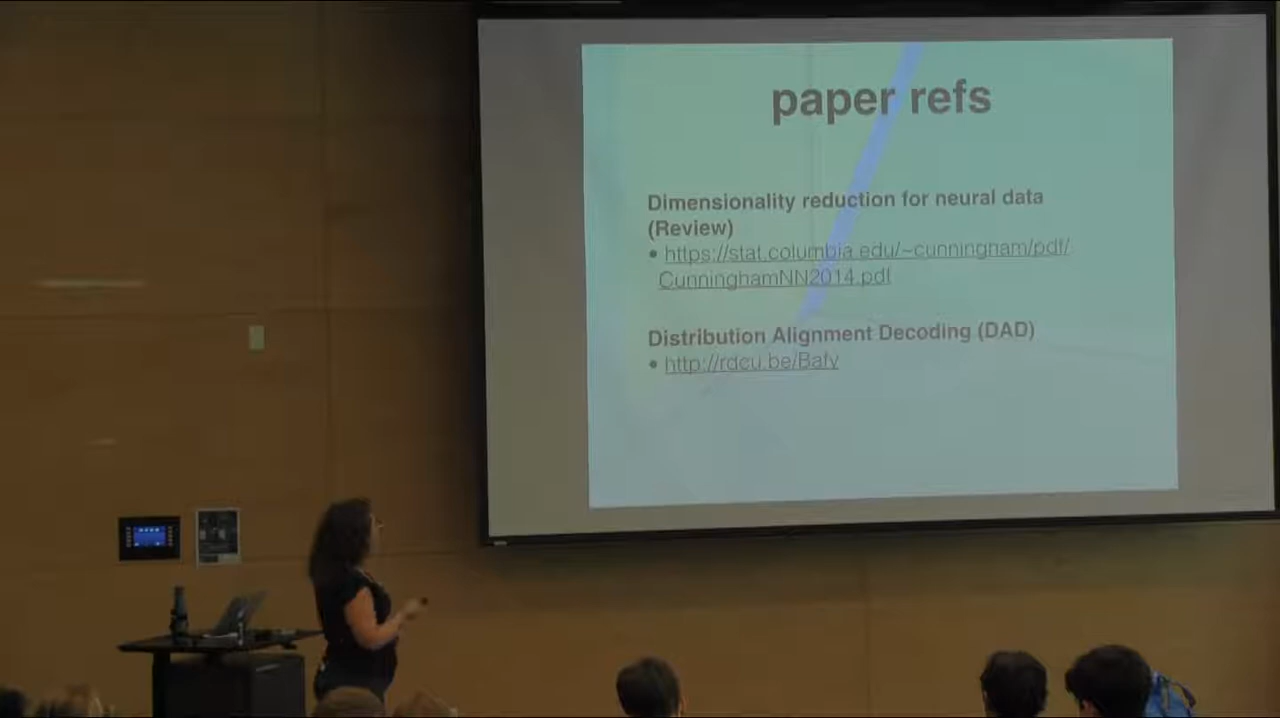 paper refs
Dimensionality reduction for neural data
(Review)
• https://stat.columbia.edu/~cunningham/pdf/
CunninghamNN2014.pdf
Distribution Alignment Decoding (DAD)
• http://rdcu.be/Bafy